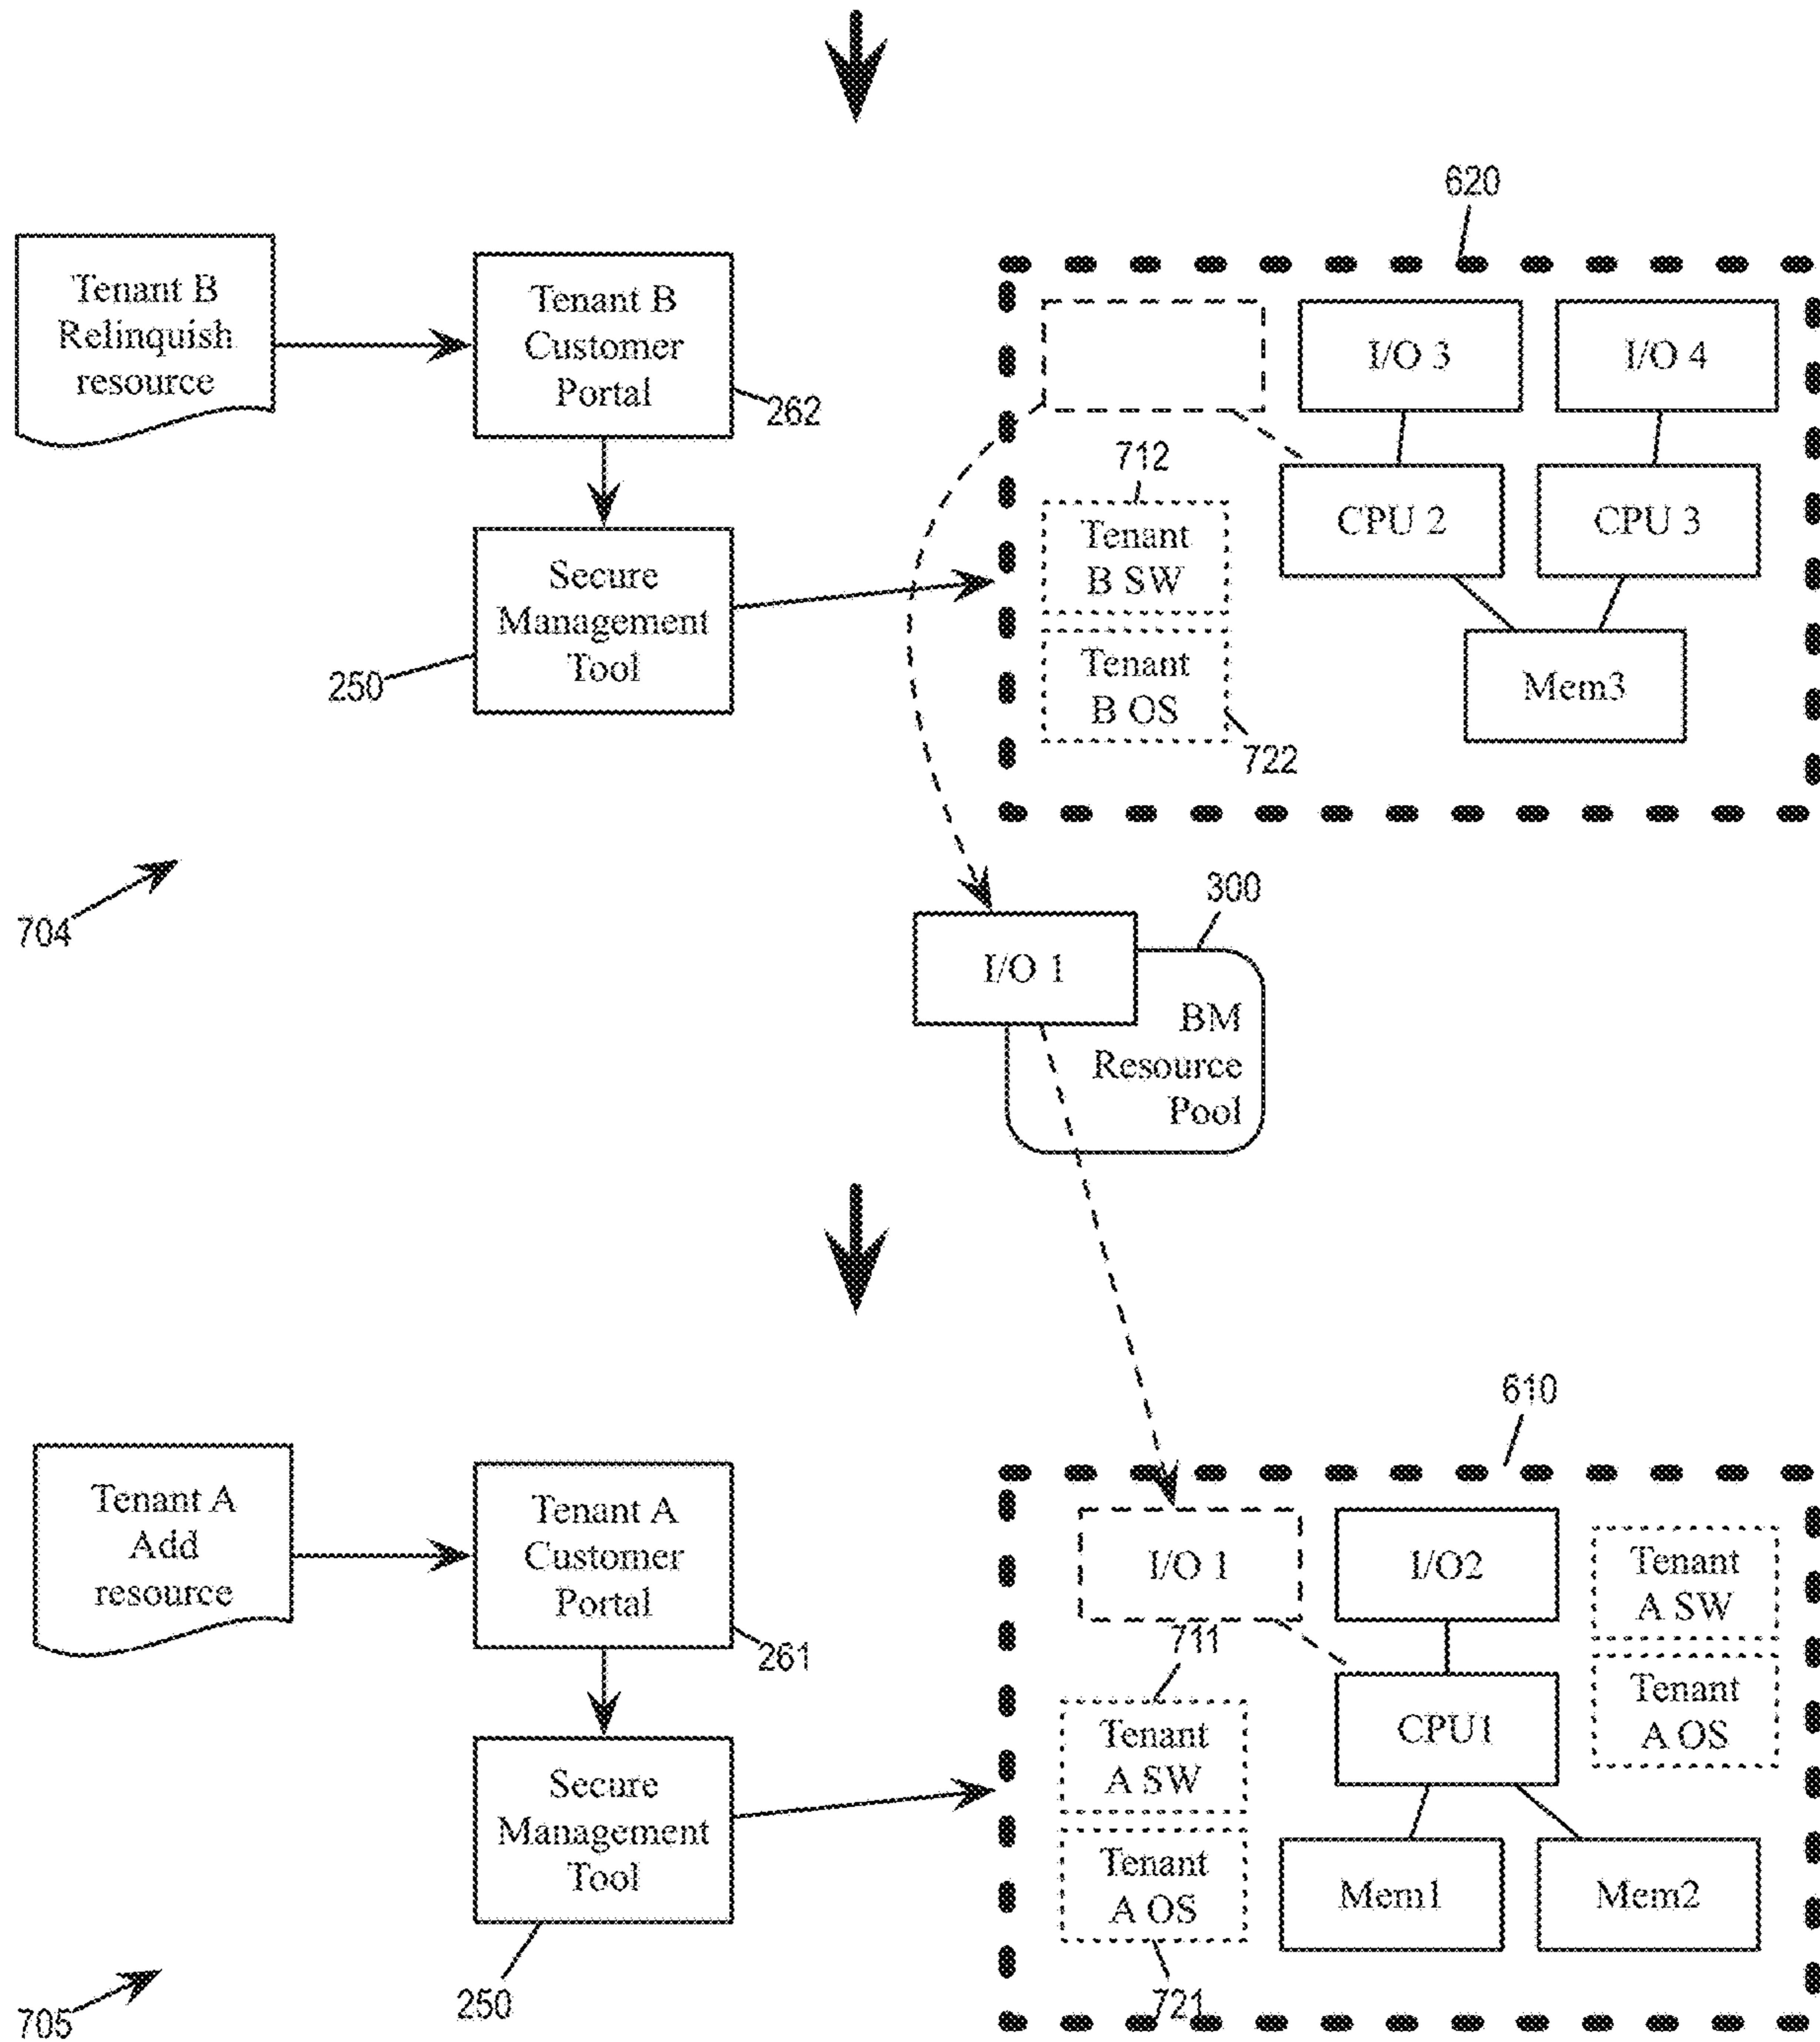 620
Tenant B
Relinquish
resource
Tenant B
Customer
Portal
262
I/O 3
I/O 4
712
CPU 2
CPU 3
Tenant
B SW
Secure
Management
Tool
250
Tenant
B OS
722
Mem3
704
300
I/O 1
BM
Resource
Pool
610
Tenant A
Add
resource
Tenant A
Customer
Portal
261
I/O 1
I/O2
Tenant
A SW
711
Tenant
A OS
CPU1
Tenant
A SW
Secure
Management
Tool
250
Tenant
A OS
721
Mem1
Mem2
705